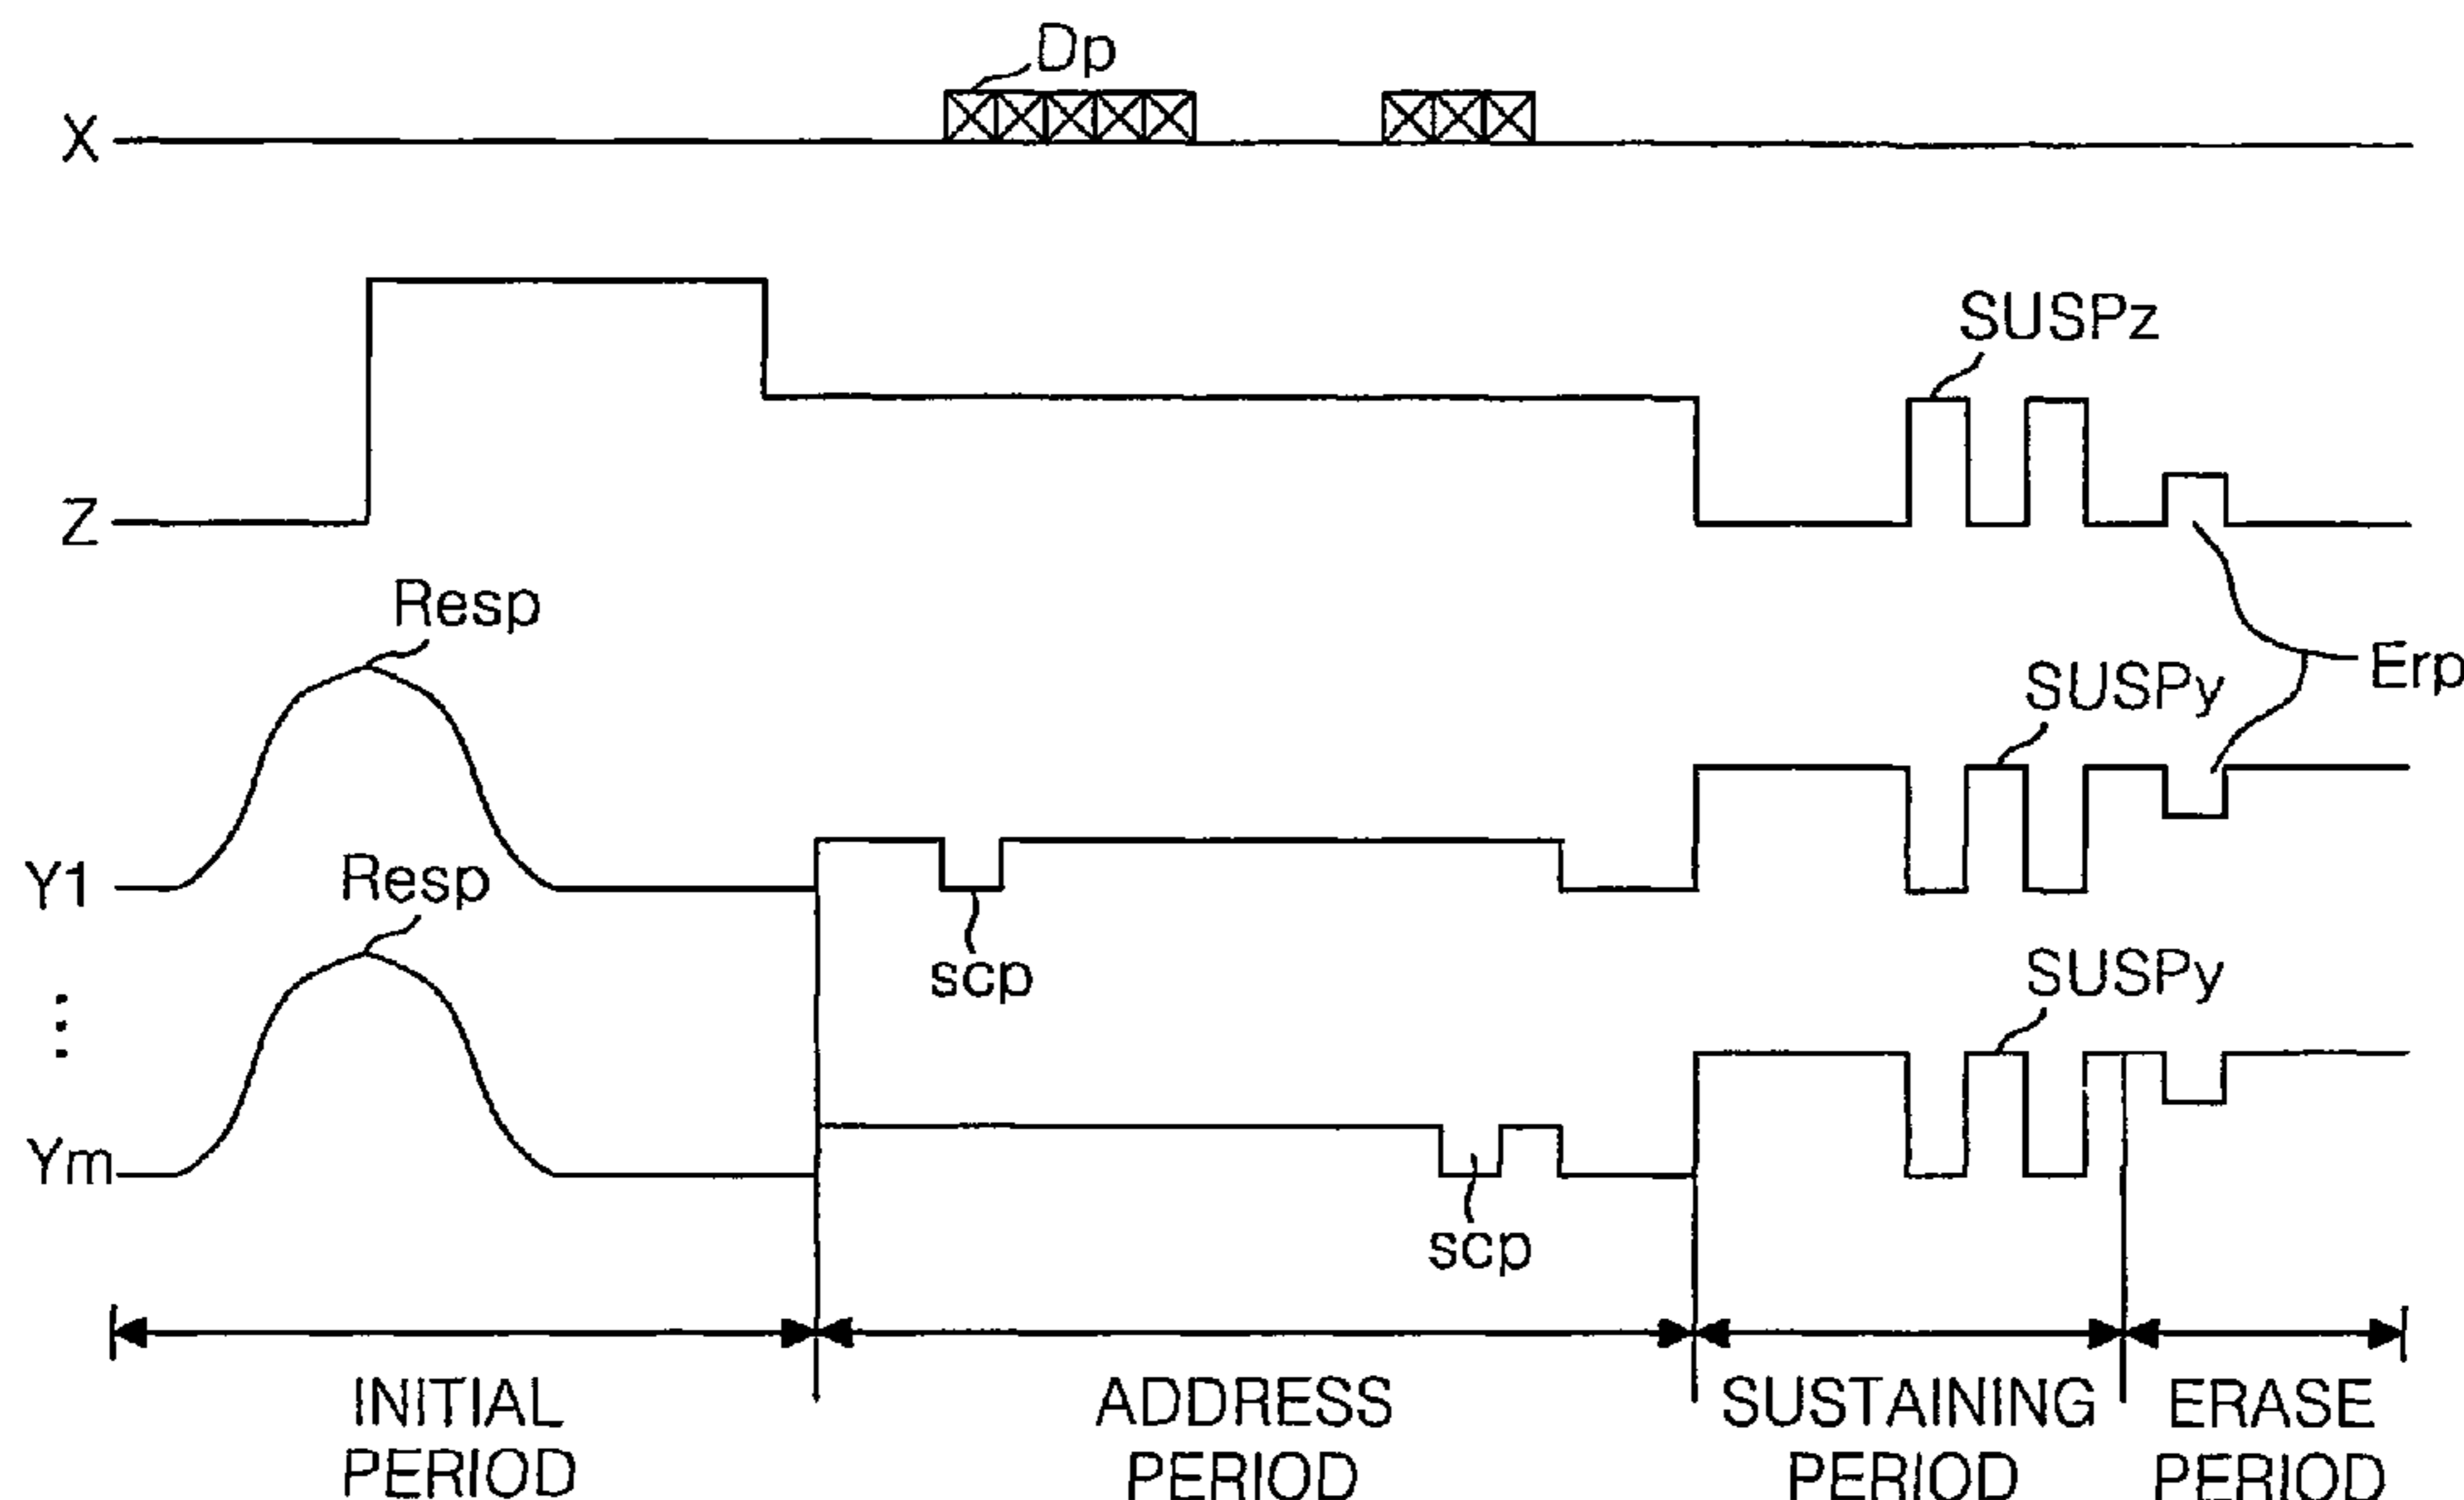 Dp
X
SUSPz
Z
Resp
Erp
SUSPy
Y1
Resp
scp
SUSPy
Ym
scp
INITIAL
PERIOD
ADDRESS
PERIOD
SUSTAINING
PERIOD
ERASE
PERIOD